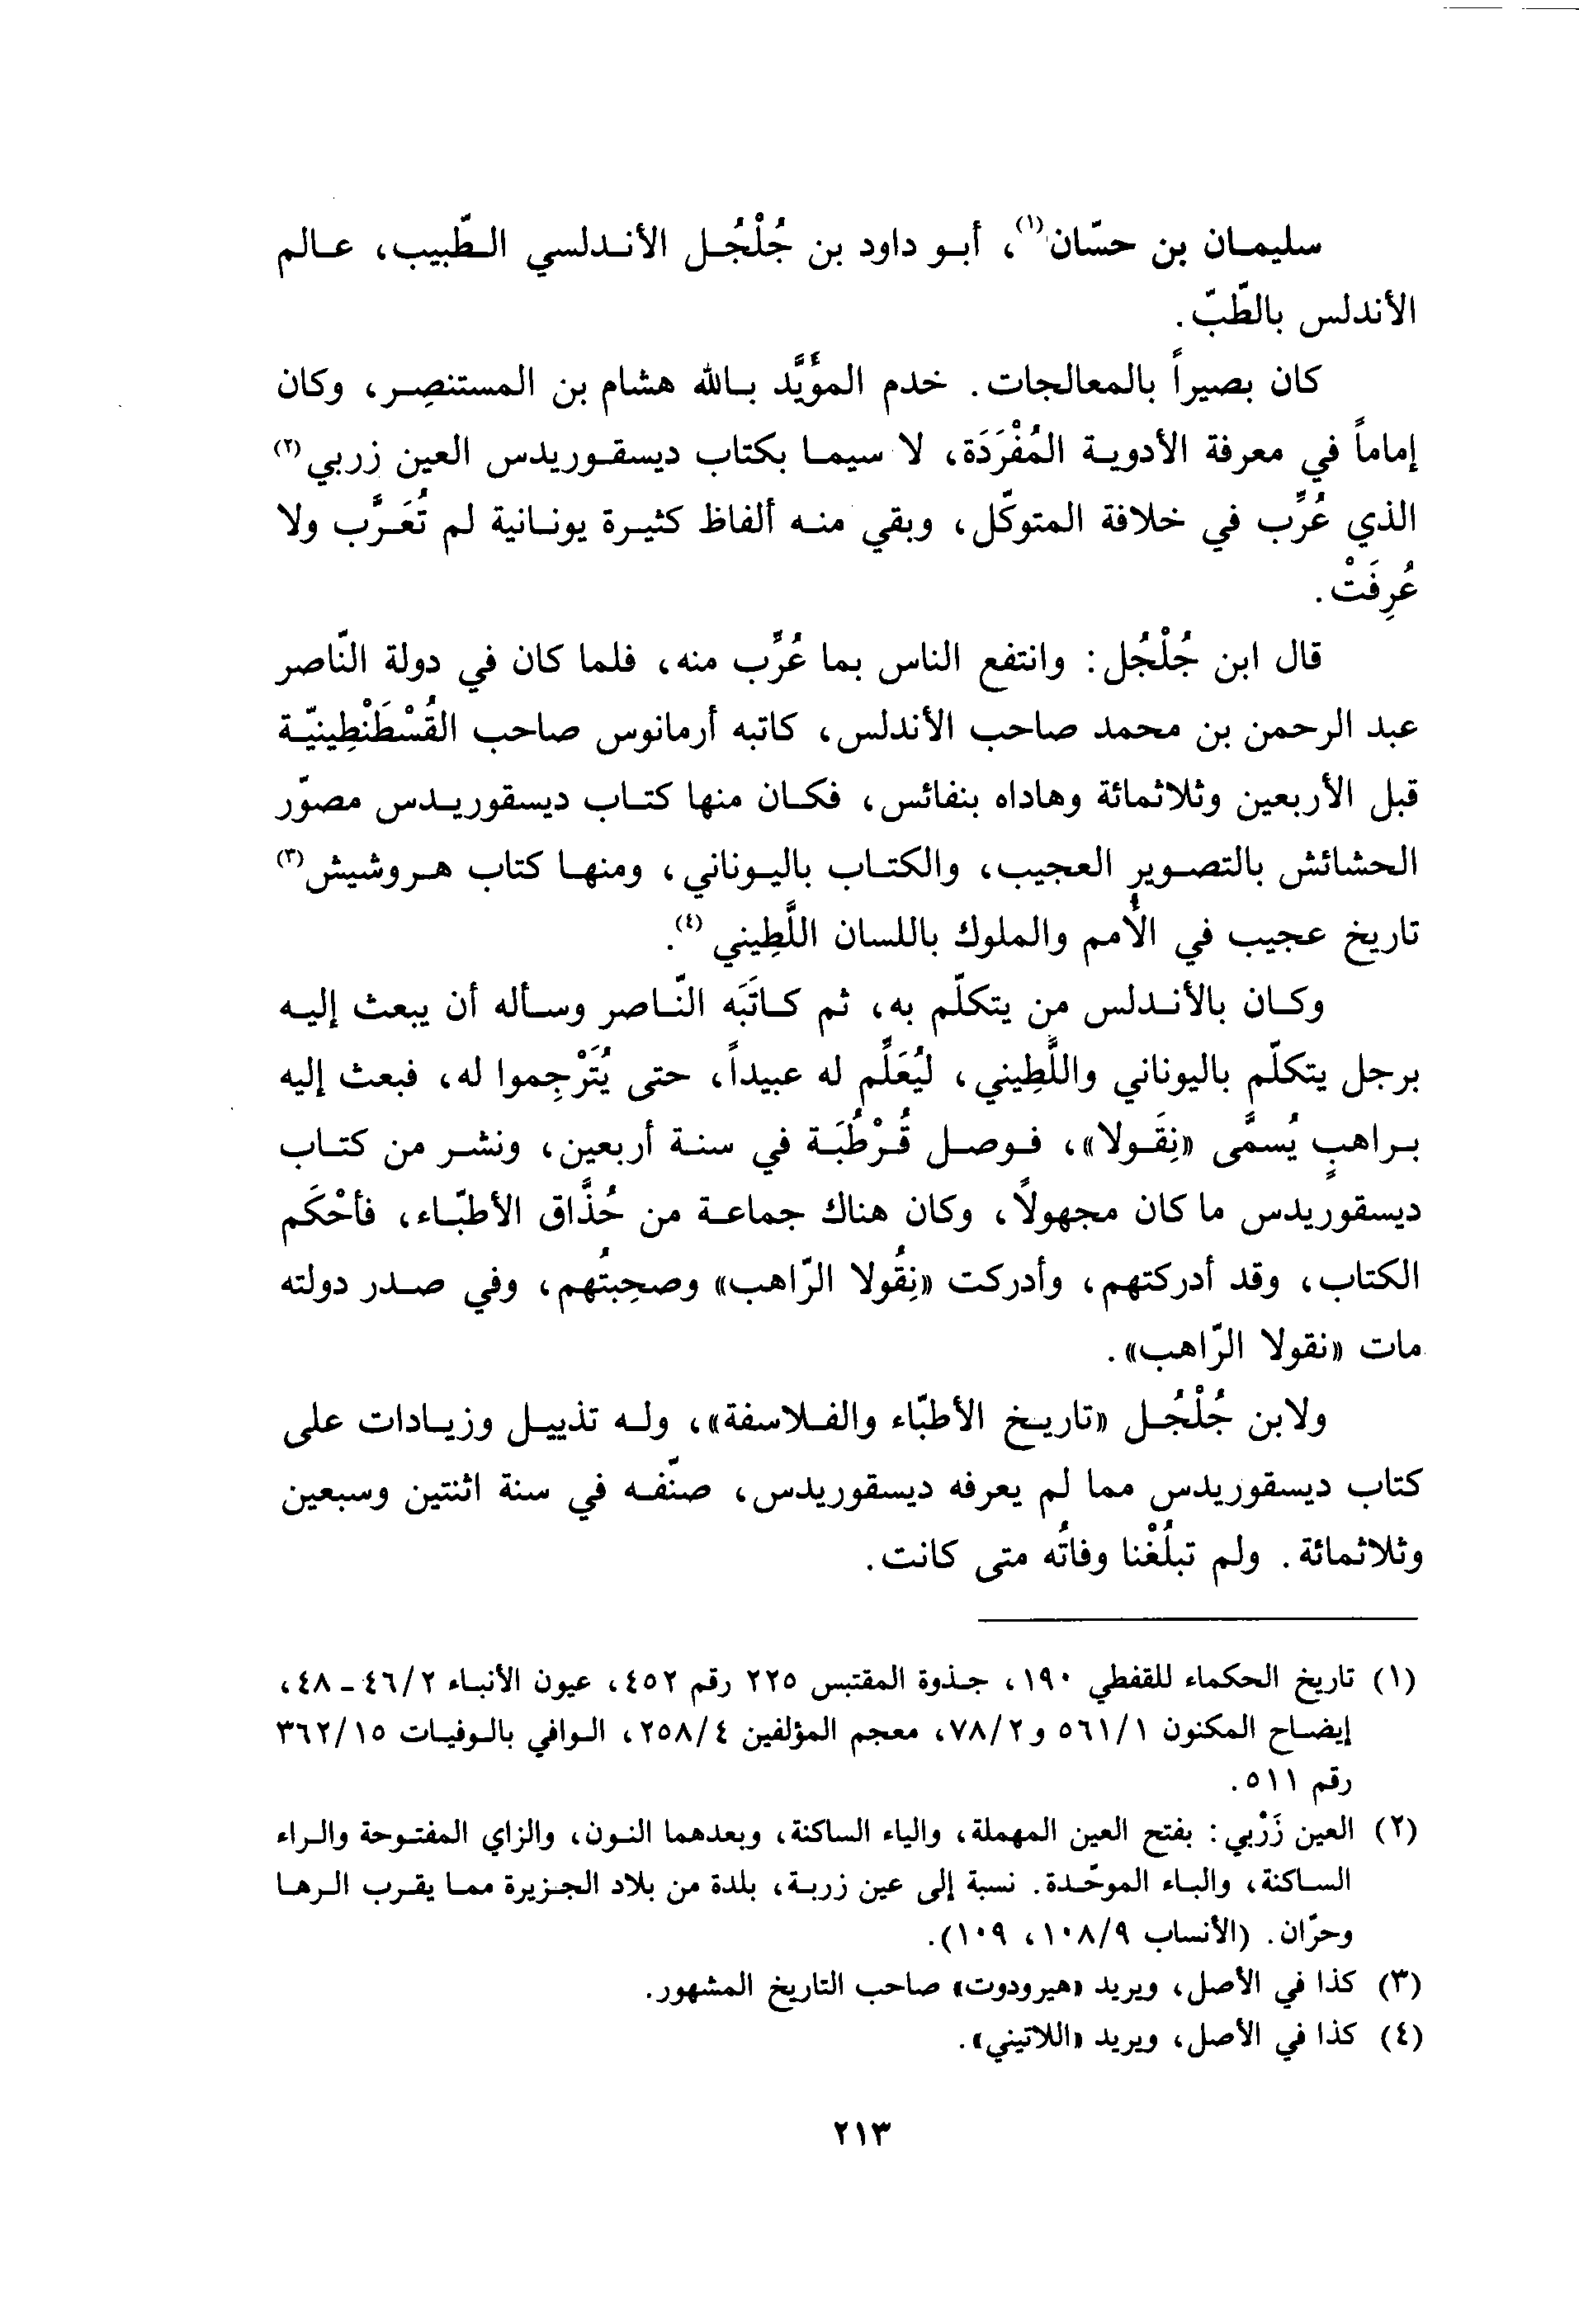 سليمان بن حسّان(١)، أبو داود بن جُلْجُل الأندلسي الطّبيب، عالم
الأندلس بالطّبّ.
كان بصيراً بالمعالجات. خدم المؤَيَّد بالله هشام بن المستنصِر، وكان
إماماً في معرفة الأدوية المُفْرَدَة، لا سيما بكتاب ديسقوريدس العين زربي(٢)
الذي عُرِّب في خلافة المتوكّل، وبقي منه ألفاظ كثيرة يونانية لم تُعَرَّب ولا
عُرِفَتْ.
قال ابن جُلْجُل: وانتفع الناس بما عُرِّب منه، فلما كان في دولة النّاصر
عبد الرحمن بن محمد صاحب الأندلس، كاتبه أرمانوس صاحب القُسْطَنْطِينيّة
قبل الأربعين وثلاثمائة وهاداه بنفائس، فكان منها كتاب ديسقوريدس مصوّر
الحشائش بالتصوير العجيب، والكتاب باليوناني، ومنها كتاب هروشيش(٣)
تاريخ عجيب في الأُمم والملوك باللسان اللَّطِيني(٤).
وكان بالأندلس من يتكلّم به، ثم كاتَبَه النّاصر وسأله أن يبعث إليه
برجل يتكلّم باليوناني واللَّطِيني، ليُعَلِّم له عبيداً، حتى يُتَرْجِموا له، فبعث إليه
براهبٍ يُسمَّى «نِقَولا»، فوصل قُرْطُبَة في سنة أربعين، ونشر من كتاب
ديسقوريدس ما كان مجهولاً، وكان هناك جماعة من حُذَّاق الأطبّاء، فأحْكَم
الكتاب، وقد أدركتهم، وأدركت «نِقُولا الرّاهب» وصحِبتُهم، وفي صدر دولته
مات «نقولا الرّاهب».
ولابن جُلْجُل «تاريخ الأطبّاء والفلاسفة»، وله تذييل وزيادات على
كتاب ديسقوريدس مما لم يعرفه ديسقوريدس، صنّفه في سنة اثنتين وسبعين
وثلاثمائة. ولم تبلُغْنا وفاتُه متى كانت.
(١) تاريخ الحكماء للقفطي ١٩٠، جذوة المقتبس ٢٢٥ رقم ٤٥٢، عيون الأنباء ٢/٤٦-٤٨،
إيضاح المكنون ١/٥٦١ و٢/٧٨، معجم المؤلفين ٤/٢٥٨، الوافي بالوفيات ١٥/٣٦٢
رقم ٥١١.
(٢) العين زَرْبي: بفتح العين المهملة، والياء الساكنة، وبعدهما النون، والزاي المفتوحة والراء
الساكنة، والباء الموحّدة. نسبة إلى عين زربة، بلدة من بلاد الجزيرة مما يقرب الرها
وحرّان. (الأنساب ٩/١٠٨، ١٠٩).
(٣) كذا في الأصل، ويريد «هيرودوت» صاحب التاريخ المشهور.
(٤) كذا في الأصل، ويريد «اللاتيني».
٢١٣